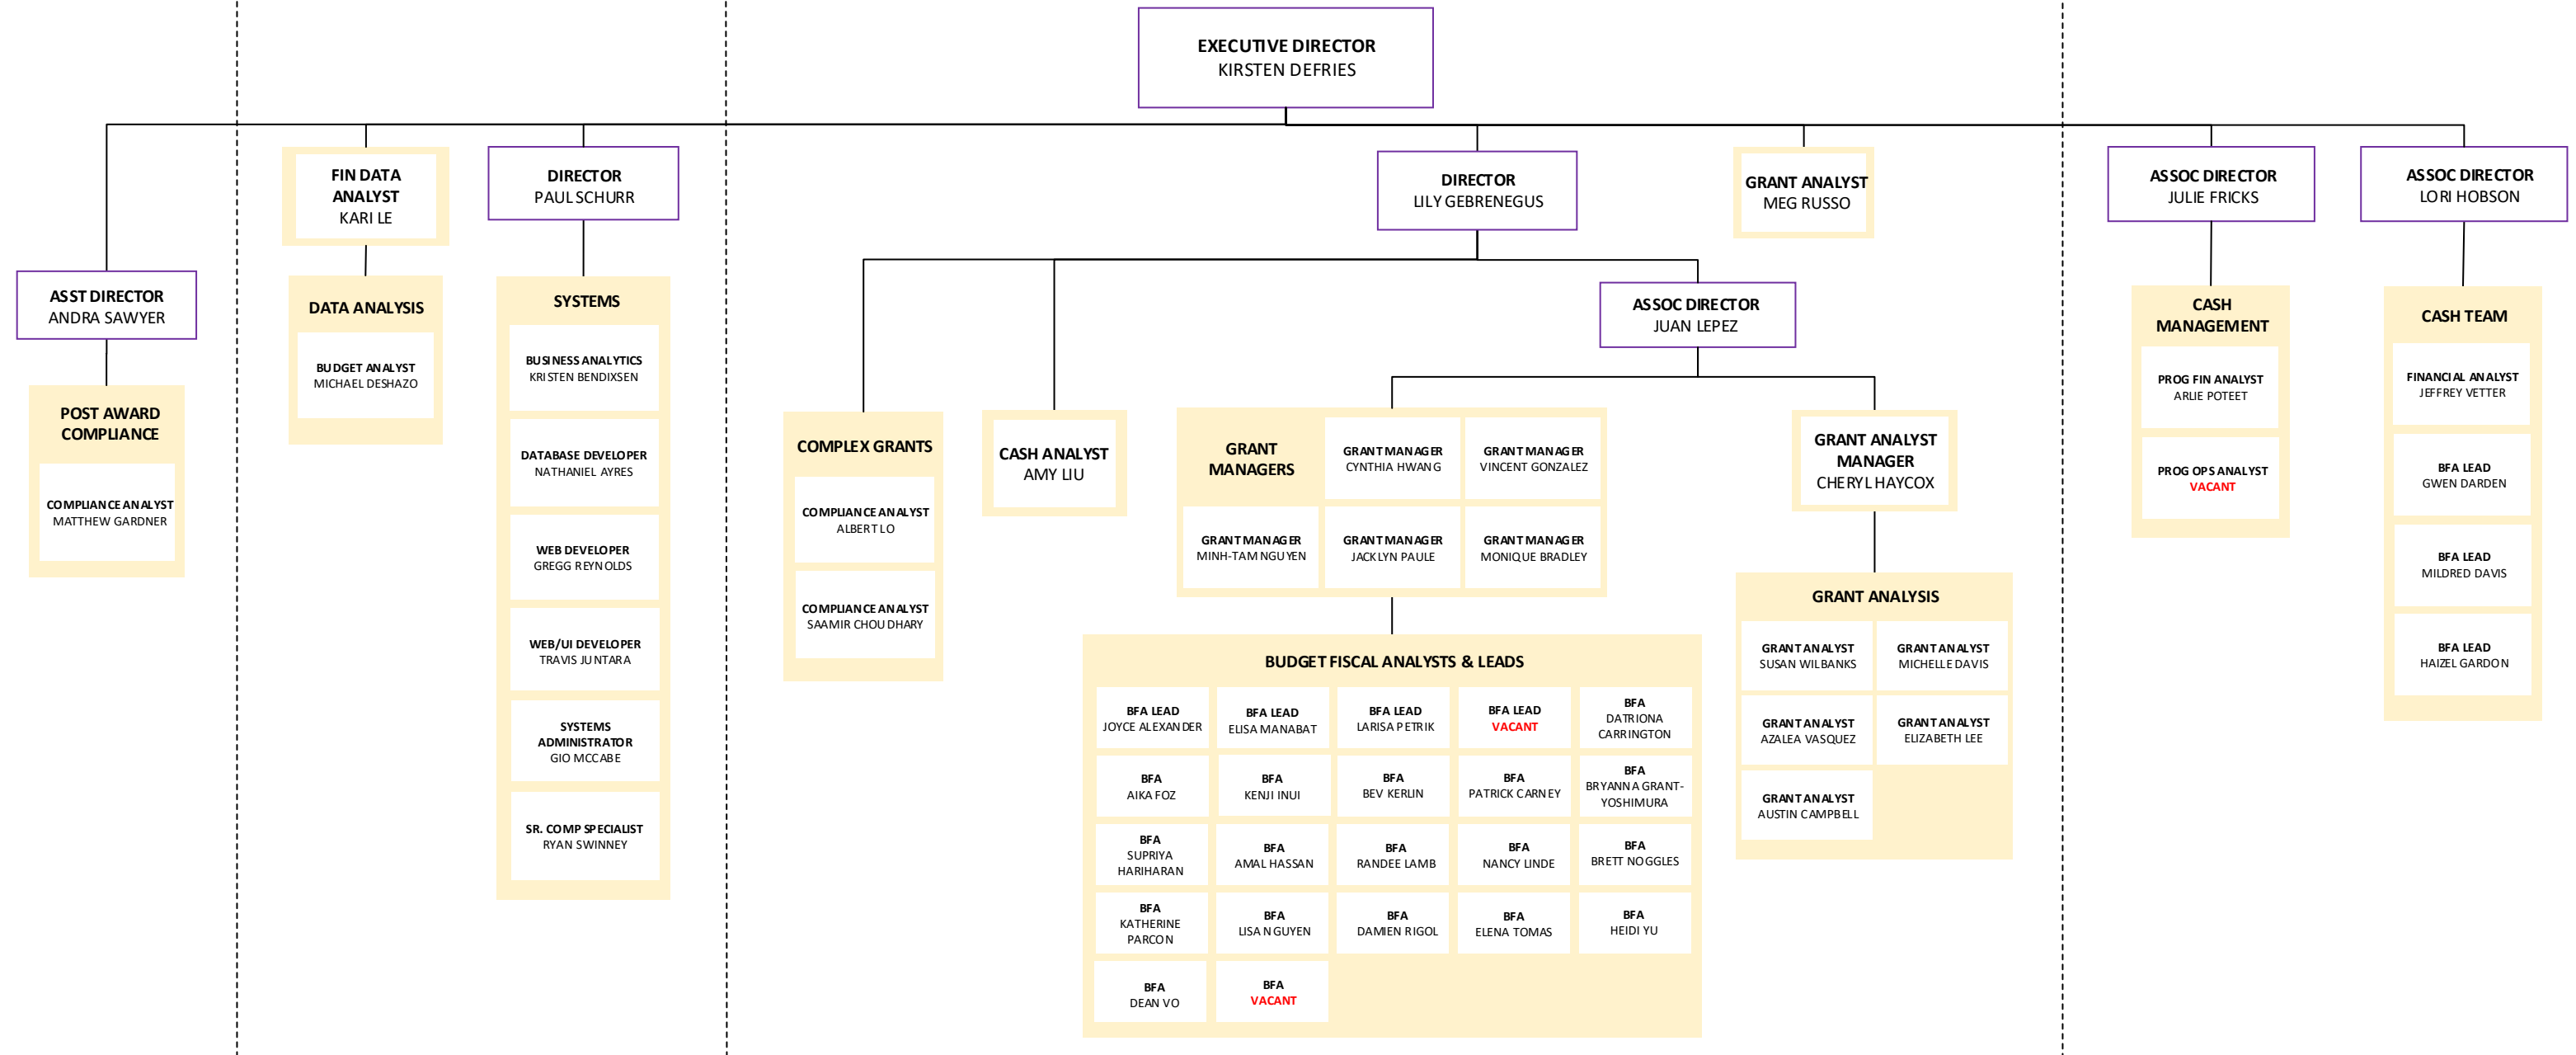 EXECUTIVE DIRECTOR
KIRSTEN DEFRIES
ASST DIRECTOR
ANDRA SAWYER
POST AWARD
COMPLIANCE
COMPLIANCE ANALYST
MATTHEW GARDNER
FIN DATA
ANALYST
KARI LE
DATA ANALYSIS
BUDGET ANALYST
MICHAEL DESHAZO
DIRECTOR
PAUL SCHURR
SYSTEMS
BUSINESS ANALYTICS
KRISTEN BENDIXSEN
DATABASE DEVELOPER
NATHANIEL AYRES
WEB DEVELOPER
GREGG REYNOLDS
WEB/UI DEVELOPER
TRAVIS JUNTARA
SYSTEMS
ADMINISTRATOR
GIO MCCABE
SR. COMP SPECIALIST
RYAN SWINNEY
DIRECTOR
LILY GEBRENEGUS
COMPLEX GRANTS
COMPLIANCE ANALYST
ALBERT LO
COMPLIANCE ANALYST
SAAMIR CHOUDHARY
CASH ANALYST
AMY LIU
ASSOC DIRECTOR
JUAN LEPEZ
GRANT
MANAGERS
GRANT MANAGER
CYNTHIA HWANG
GRANT MANAGER
VINCENT GONZALEZ
GRANT MANAGER
MINH-TAM NGUYEN
GRANT MANAGER
JACKLYN PAULE
GRANT MANAGER
MONIQUE BRADLEY
BUDGET FISCAL ANALYSTS & LEADS
BFA LEAD
JOYCE ALEXANDER
BFA LEAD
ELISA MANABAT
BFA LEAD
LARISA PETRIK
BFA LEAD
VACANT
BFA
DATRIONA
CARRINGTON
BFA
AIKA FOZ
BFA
KENJI INUI
BFA
BEV KERLIN
BFA
PATRICK CARNEY
BFA
BRYANNA GRANT-
YOSHIMURA
BFA
SUPRIYA
HARIHARAN
BFA
AMAL HASSAN
BFA
RANDEE LAMB
BFA
NANCY LINDE
BFA
BRETT NOGGLES
BFA
KATHERINE
PARCON
BFA
LISA NGUYEN
BFA
DAMIEN RIGOL
BFA
ELENA TOMAS
BFA
HEIDI YU
BFA
DEAN VO
BFA
VACANT
GRANT ANALYST
MANAGER
CHERYL HAYCOX
GRANT ANALYSIS
GRANT ANALYST
SUSAN WILBANKS
GRANT ANALYST
MICHELLE DAVIS
GRANT ANALYST
AZALEA VASQUEZ
GRANT ANALYST
ELIZABETH LEE
GRANT ANALYST
AUSTIN CAMPBELL
GRANT ANALYST
MEG RUSSO
ASSOC DIRECTOR
JULIE FRICKS
CASH
MANAGEMENT
PROG FIN ANALYST
ARLIE POTEET
PROG OPS ANALYST
VACANT
ASSOC DIRECTOR
LORI HOBSON
CASH TEAM
FINANCIAL ANALYST
JEFFREY VETTER
BFA LEAD
GWEN DARDEN
BFA LEAD
MILDRED DAVIS
BFA LEAD
HAIZEL GARDON